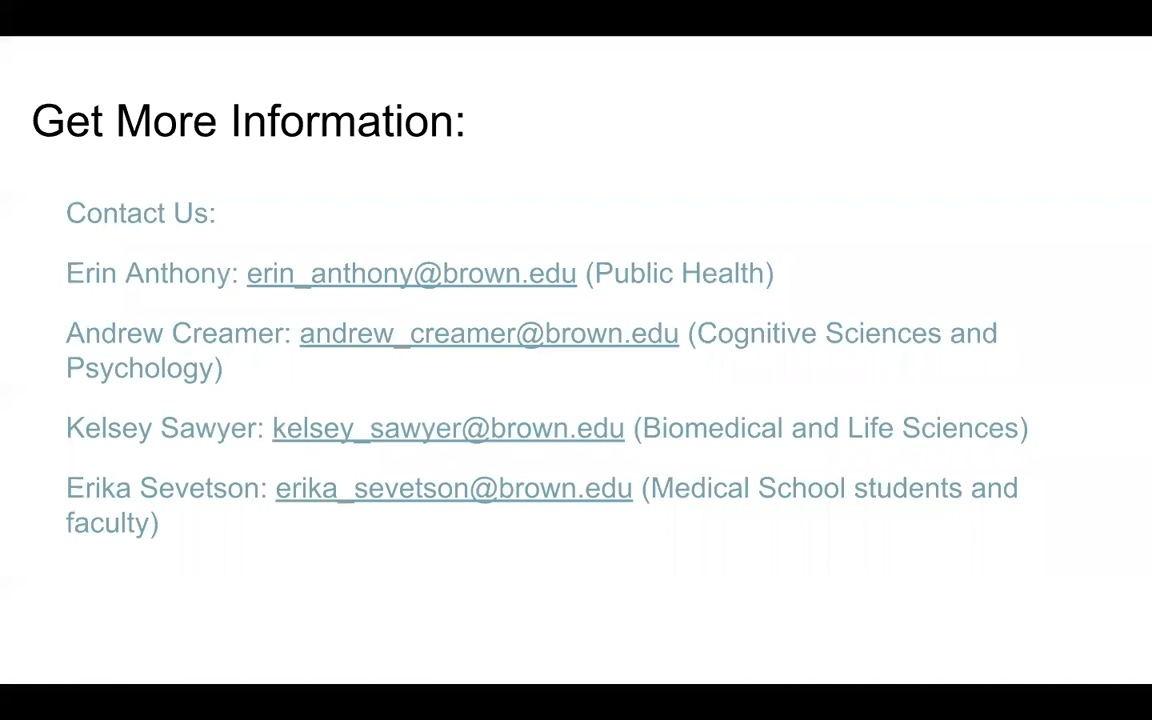 Get More Information:
Contact Us:
Erin Anthony: erin_anthony@brown.edu (Public Health)
Andrew Creamer: andrew_creamer@brown.edu (Cognitive Sciences and
Psychology)
Kelsey Sawyer: kelsey_sawyer@brown.edu (Biomedical and Life Sciences)
Erika Sevetson: erika_sevetson@brown.edu (Medical School students and
faculty)